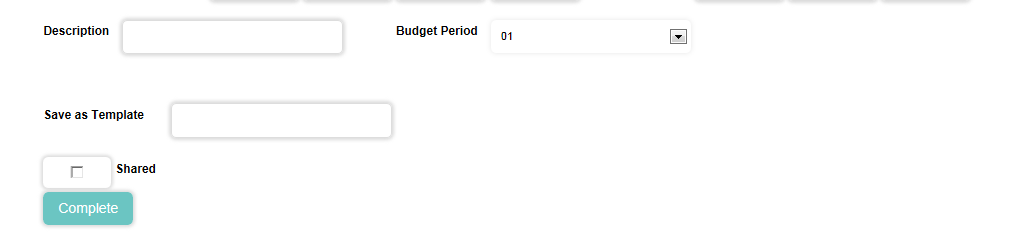 Description Budget Period 01
Save as Template
Shared
Complete